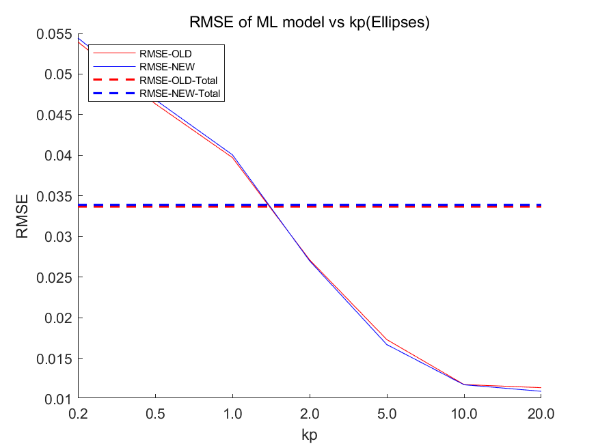 RMSE of ML model vs kp(Ellipses)
0.055
0.05
0.045
0.04
0.035
0.03
0.025
0.02
0.015
0.01
RMSE
RMSE-OLD
RMSE-NEW
RMSE-OLD-Total
RMSE-NEW-Total
0.2 0.5 1.0 2.0 5.0 10.0 20.0
kp